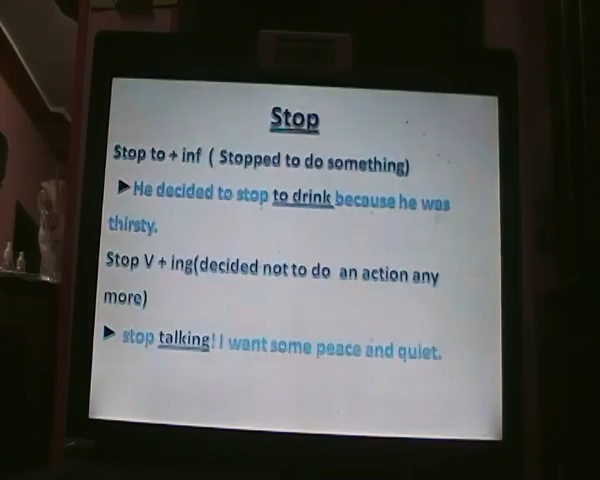 Stop
Stop to + inf ( Stopped to do something)
►He decided to stop to drink because he was
thirsty.
Stop V + ing(decided not to do an action any
more)
► stop talking! I want some peace and quiet.